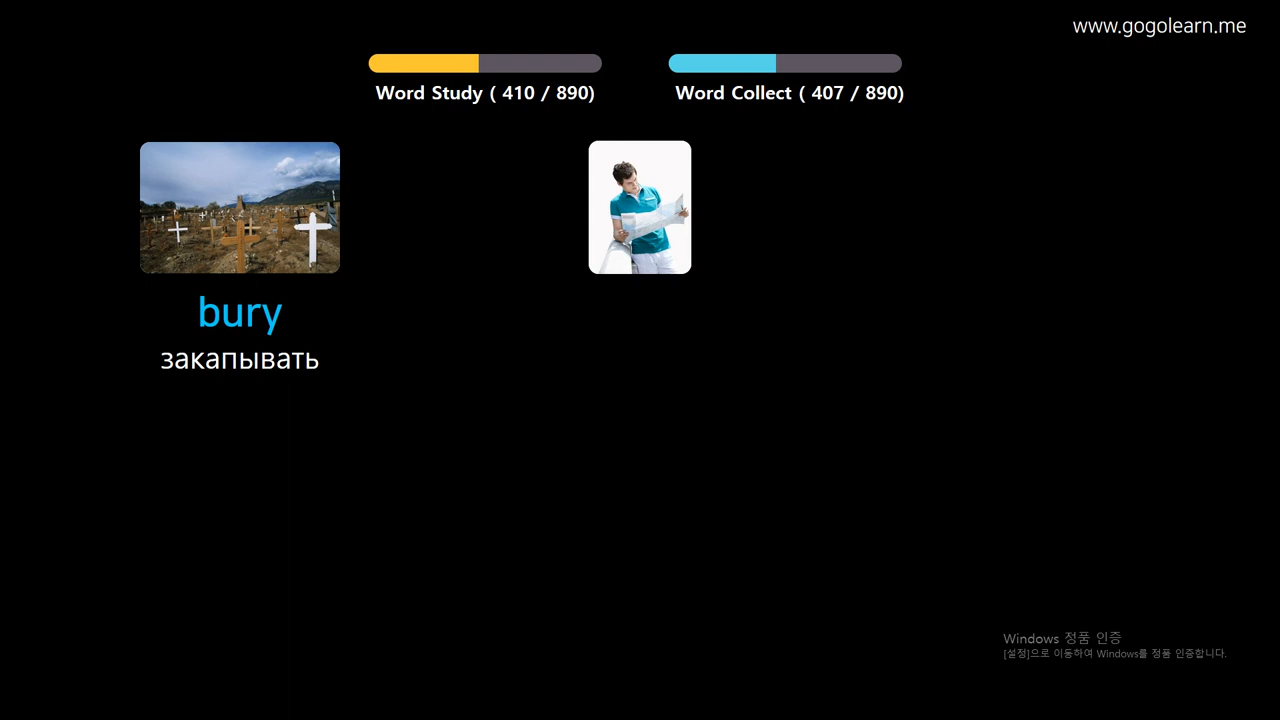 www.gogolearn.me
Word Study ( 410 / 890)
Word Collect ( 407 / 890)
bury
закапывать
Windows 정품 인증
[설정]으로 이동하여 Windows를 정품 인증합니다.